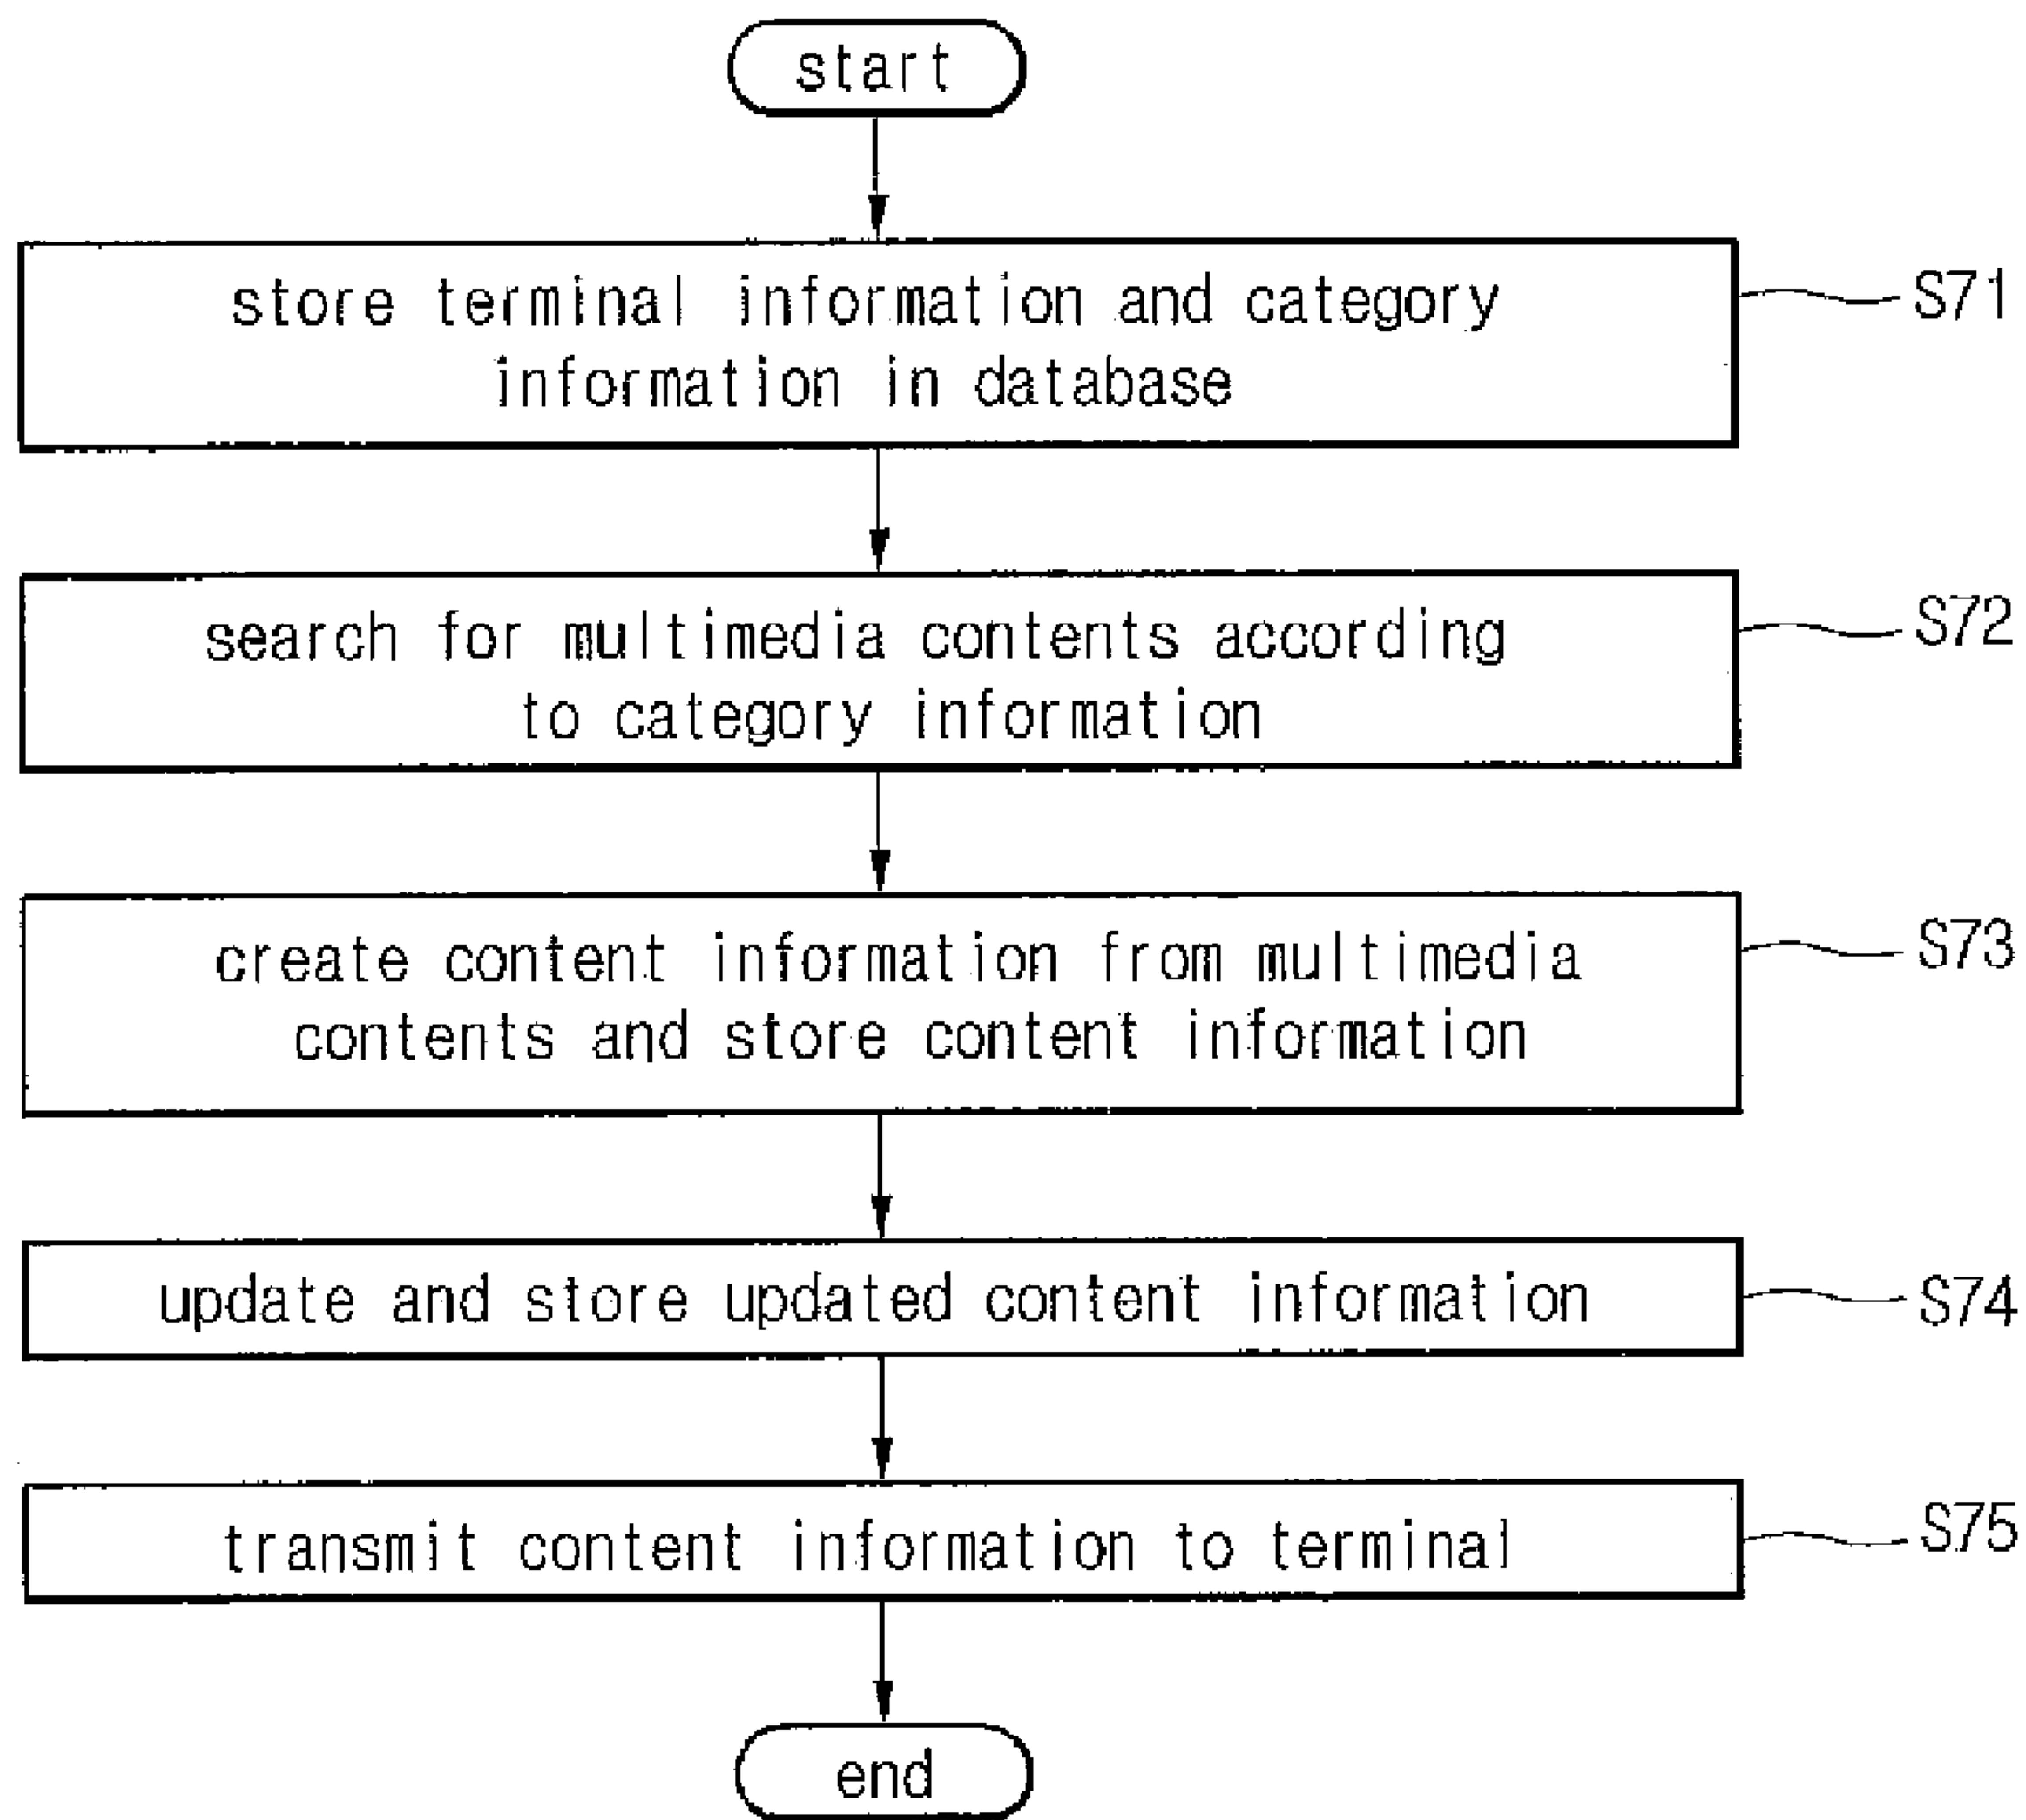 start
store terminal information and category
information in database
S71
search for multimedia contents according
to category information
S72
create content information from multimedia
contents and store content information
S73
update and store updated content information
S74
transmit content information to terminal
S75
end